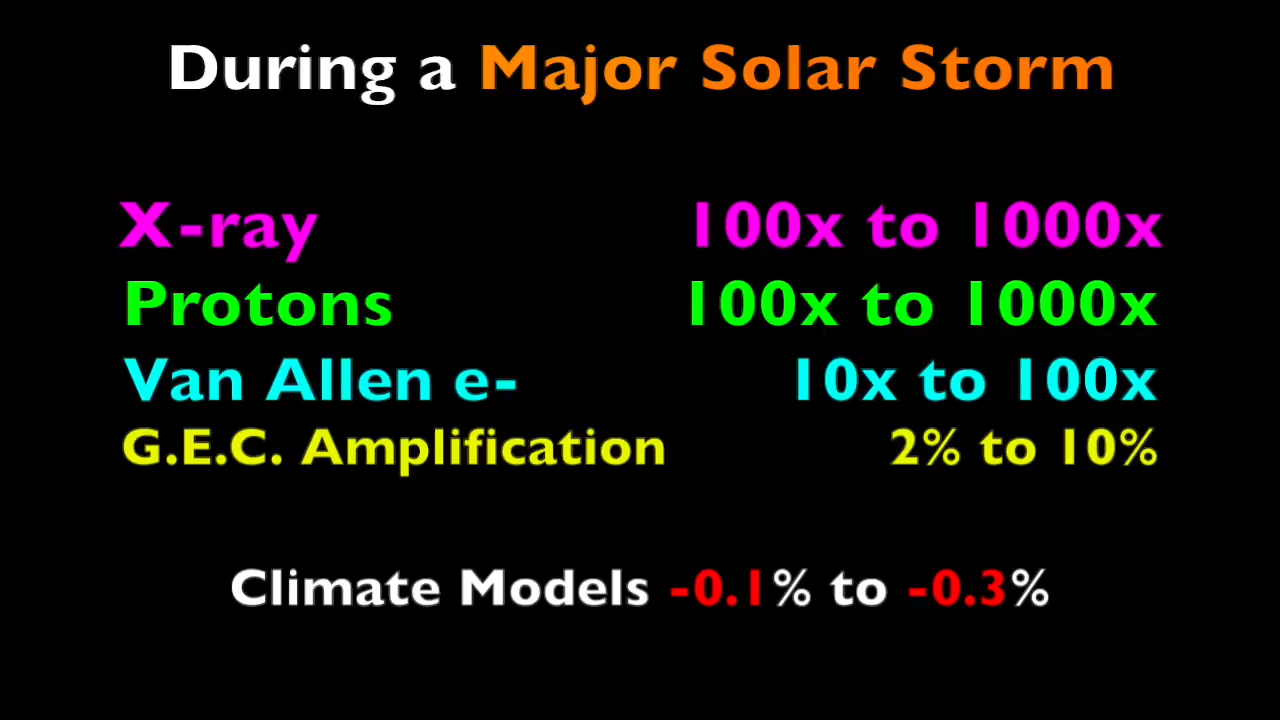 During a Major Solar Storm
X-ray 100x to 1000x
Protons 100x to 1000x
Van Allen e- 10x to 100x
G.E.C. Amplification 2% to 10%
Climate Models -0.1% to -0.3%